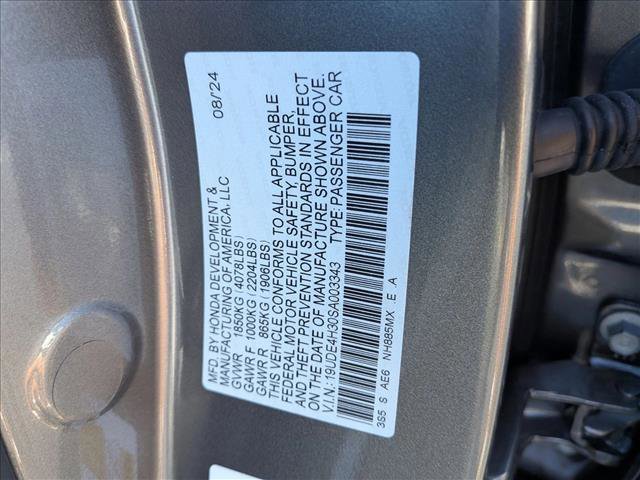 MFD. BY HONDA DEVELOPMENT & 08/'24
MANUFACTURING OF AMERICA, LLC
GVWR 1850KG (4078LBS)
GAWR F 1000KG (2204LBS)
GAWR R 865KG (1906LBS)
THIS VEHICLE CONFORMS TO ALL APPLICABLE
FEDERAL MOTOR VEHICLE SAFETY, BUMPER,
AND THEFT PREVENTION STANDARDS IN EFFECT
ON THE DATE OF MANUFACTURE SHOWN ABOVE.
V.I.N.: 19UDE4H30SA003343 TYPE: PASSENGER CAR
3S5 S AE6 NH885MX E A